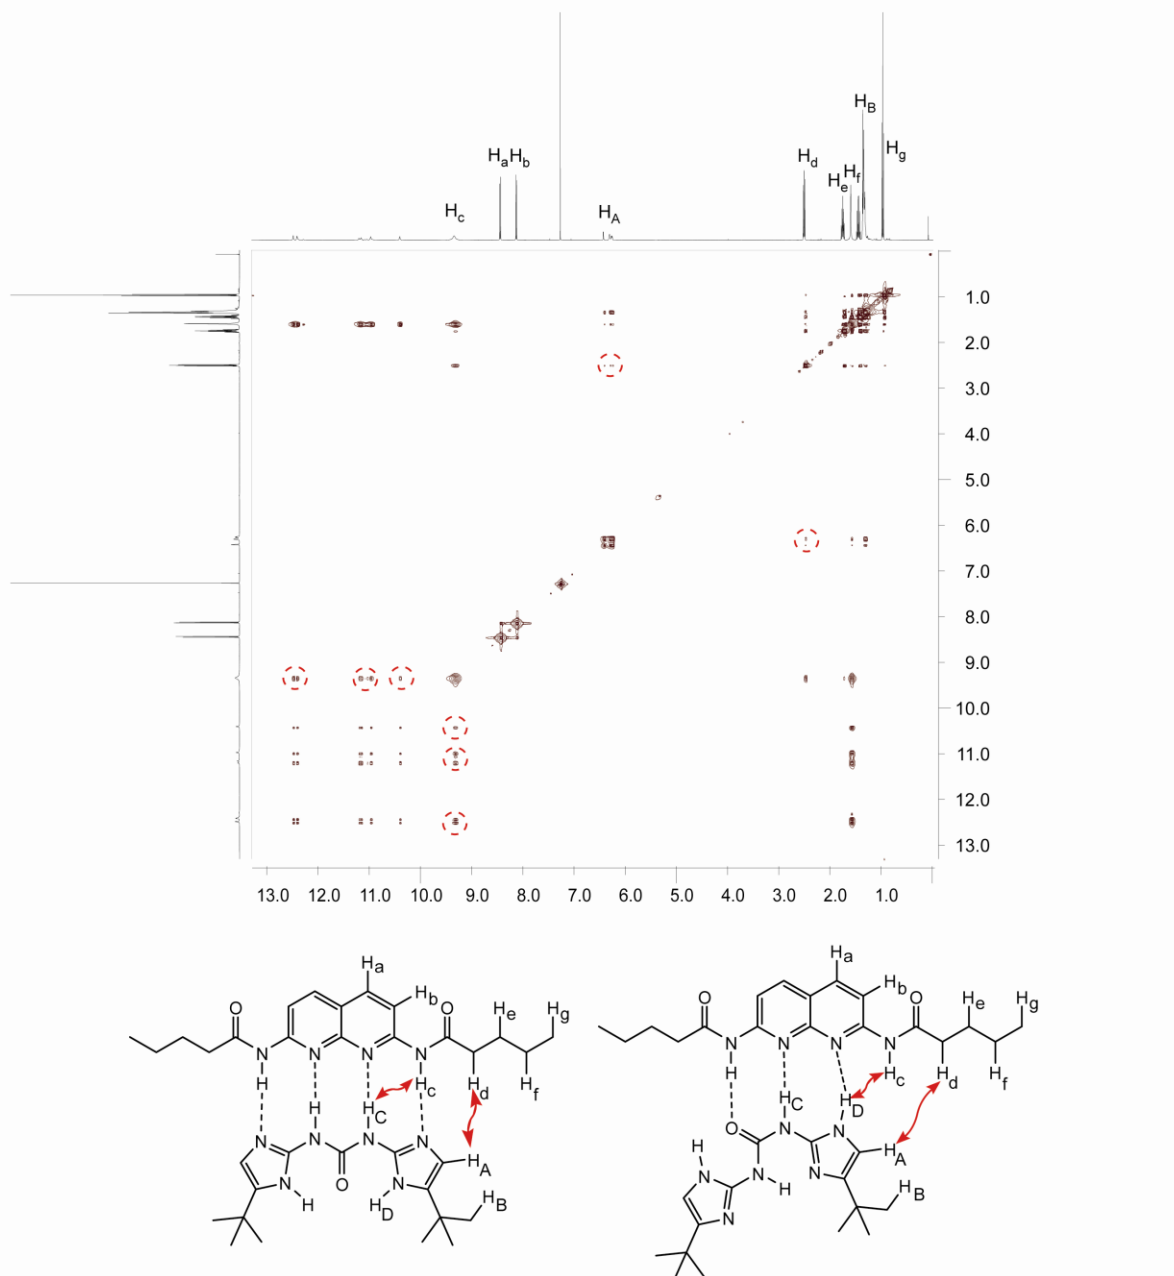 HB
Ha Hb Hd Hg
Hf
He
Hc HA
1.0
2.0
3.0
4.0
5.0
6.0
7.0
8.0
9.0
10.0
11.0
12.0
13.0
13.0 12.0 11.0 10.0 9.0 8.0 7.0 6.0 5.0 4.0 3.0 2.0 1.0
Ha
Hb
O O He Hg
N N N N
H H H Hc Hd Hf
C
N N N N
HA
N H O N
HD HB
Ha
Hb
O O He Hg
N N N N
H Hc Hd Hf
HC HD
O N N
H HA
N N H N
HB
N